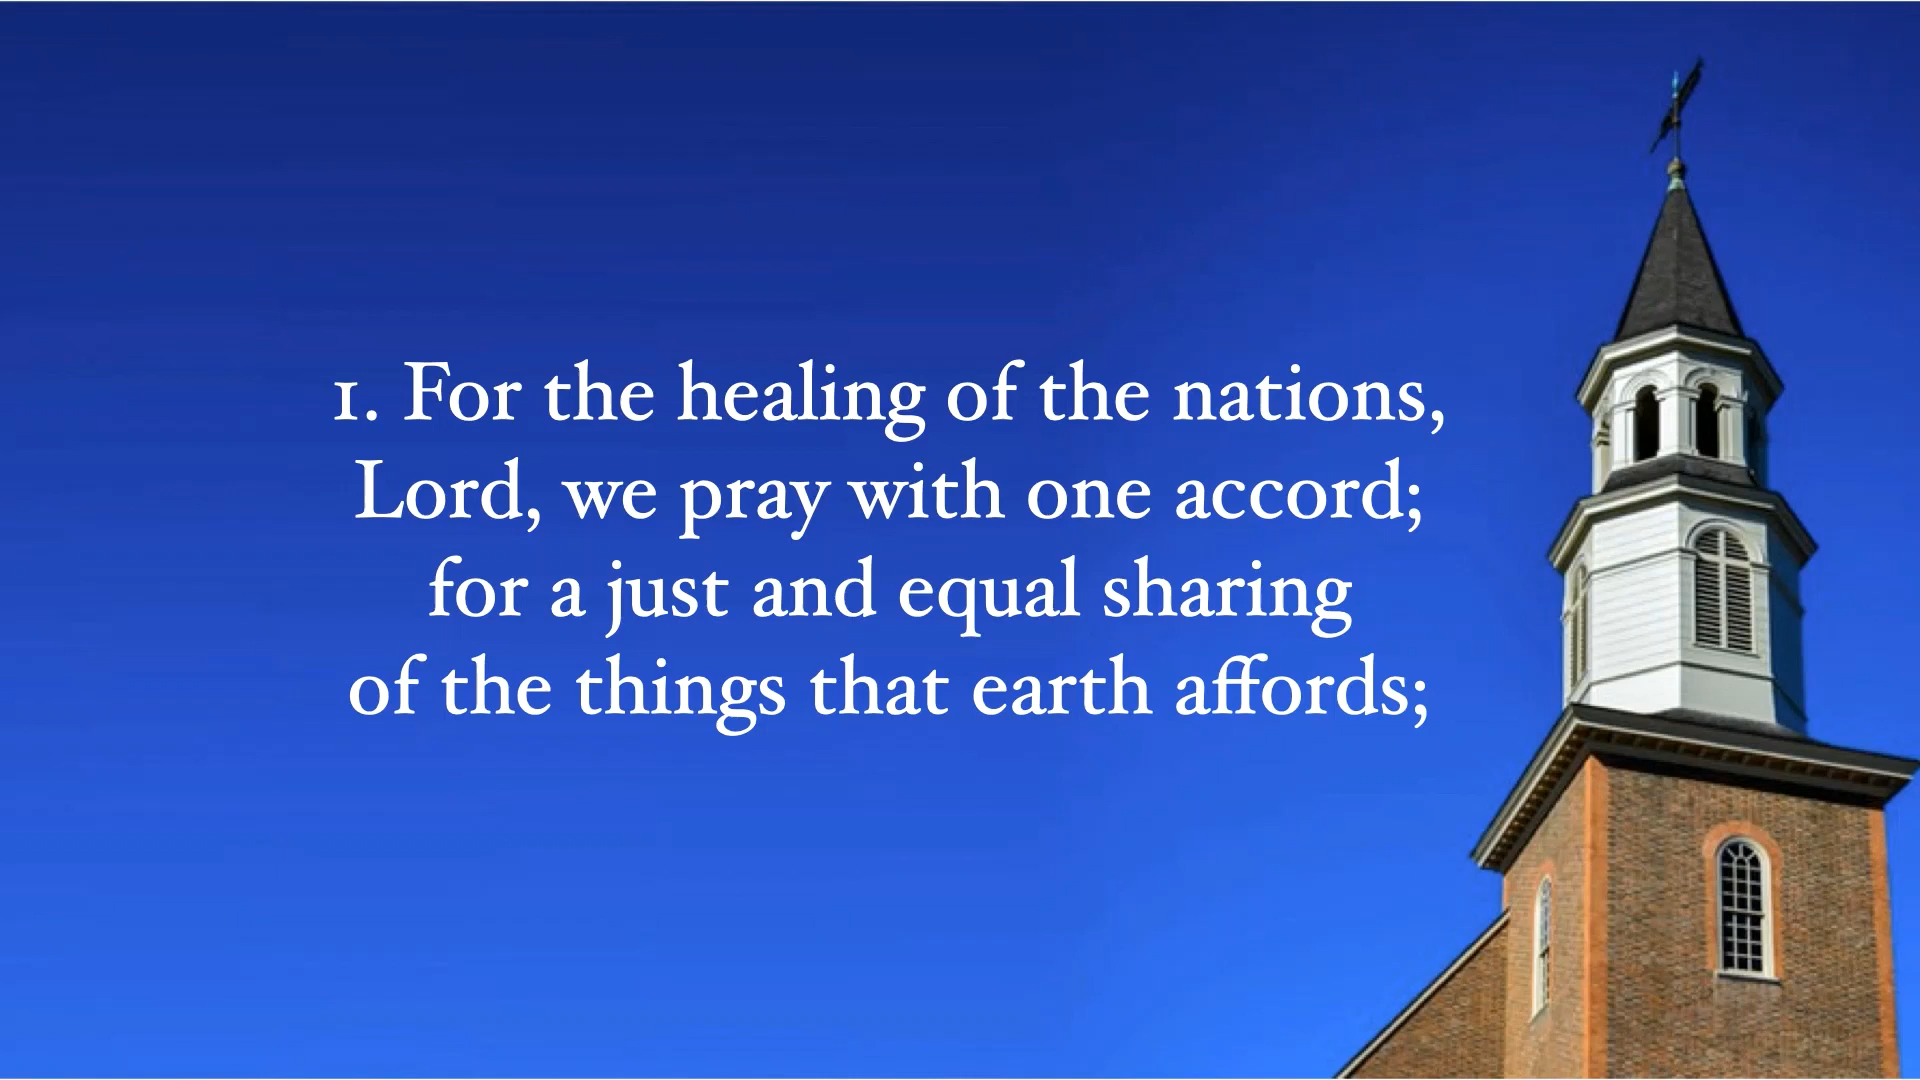 1. For the healing of the nations,
Lord, we pray with one accord;
for a just and equal sharing
of the things that earth affords;